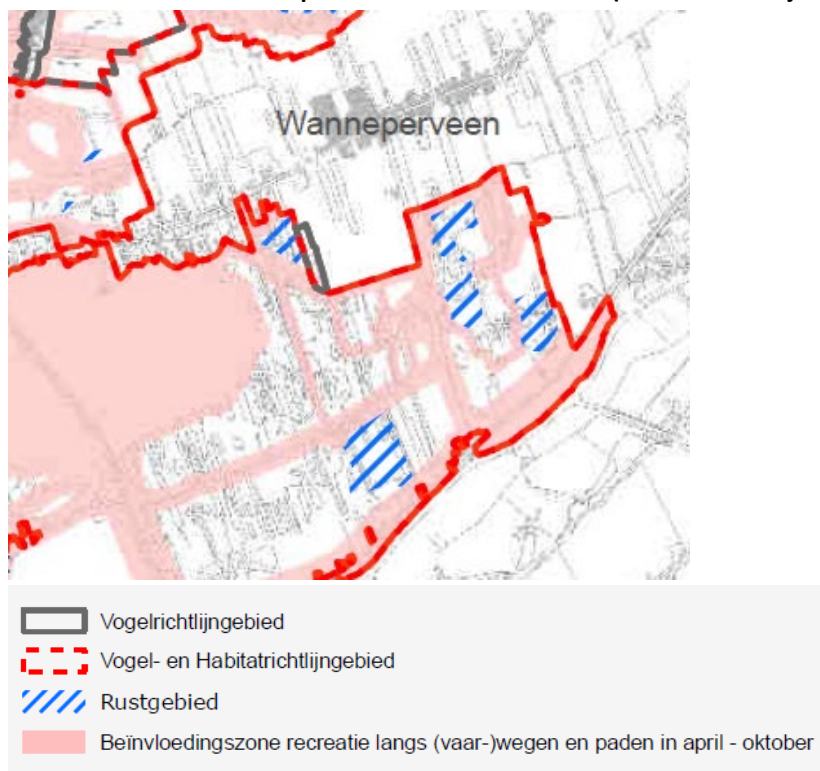 Wanneperveen
Vogelrichtlijngebied
Vogel- en Habitatrichtlijngebied
Rustgebied
Beïnvloedingszone recreatie langs (vaar-)wegen en paden in april - oktober